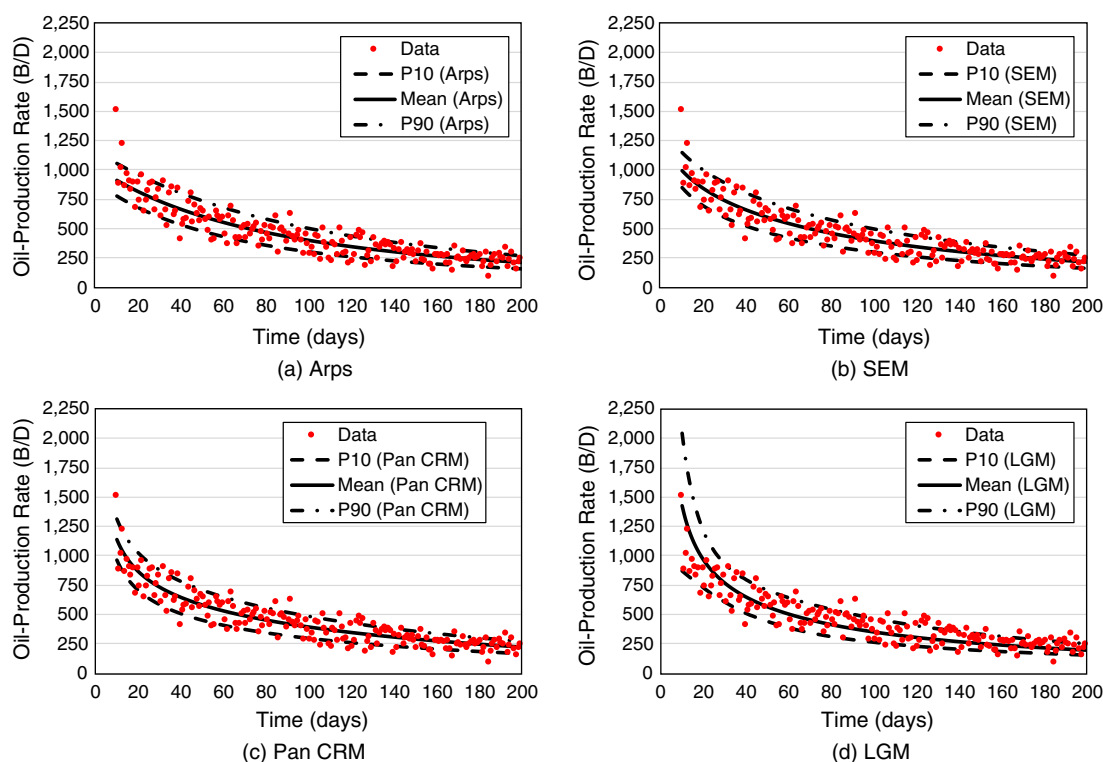 2,250
2,000
1,750
1,500
1,250
1,000
750
500
250
0
Oil-Production Rate (B/D)
Data
P10 (Arps)
Mean (Arps)
P90 (Arps)
0 20 40 60 80 100 120 140 160 180 200
Time (days)
(a) Arps
2,250
2,000
1,750
1,500
1,250
1,000
750
500
250
0
Oil-Production Rate (B/D)
Data
P10 (SEM)
Mean (SEM)
P90 (SEM)
0 20 40 60 80 100 120 140 160 180 200
Time (days)
(b) SEM
2,250
2,000
1,750
1,500
1,250
1,000
750
500
250
0
Oil-Production Rate (B/D)
Data
P10 (Pan CRM)
Mean (Pan CRM)
P90 (Pan CRM)
0 20 40 60 80 100 120 140 160 180 200
Time (days)
(c) Pan CRM
2,250
2,000
1,750
1,500
1,250
1,000
750
500
250
0
Oil-Production Rate (B/D)
Data
P10 (LGM)
Mean (LGM)
P90 (LGM)
0 20 40 60 80 100 120 140 160 180 200
Time (days)
(d) LGM